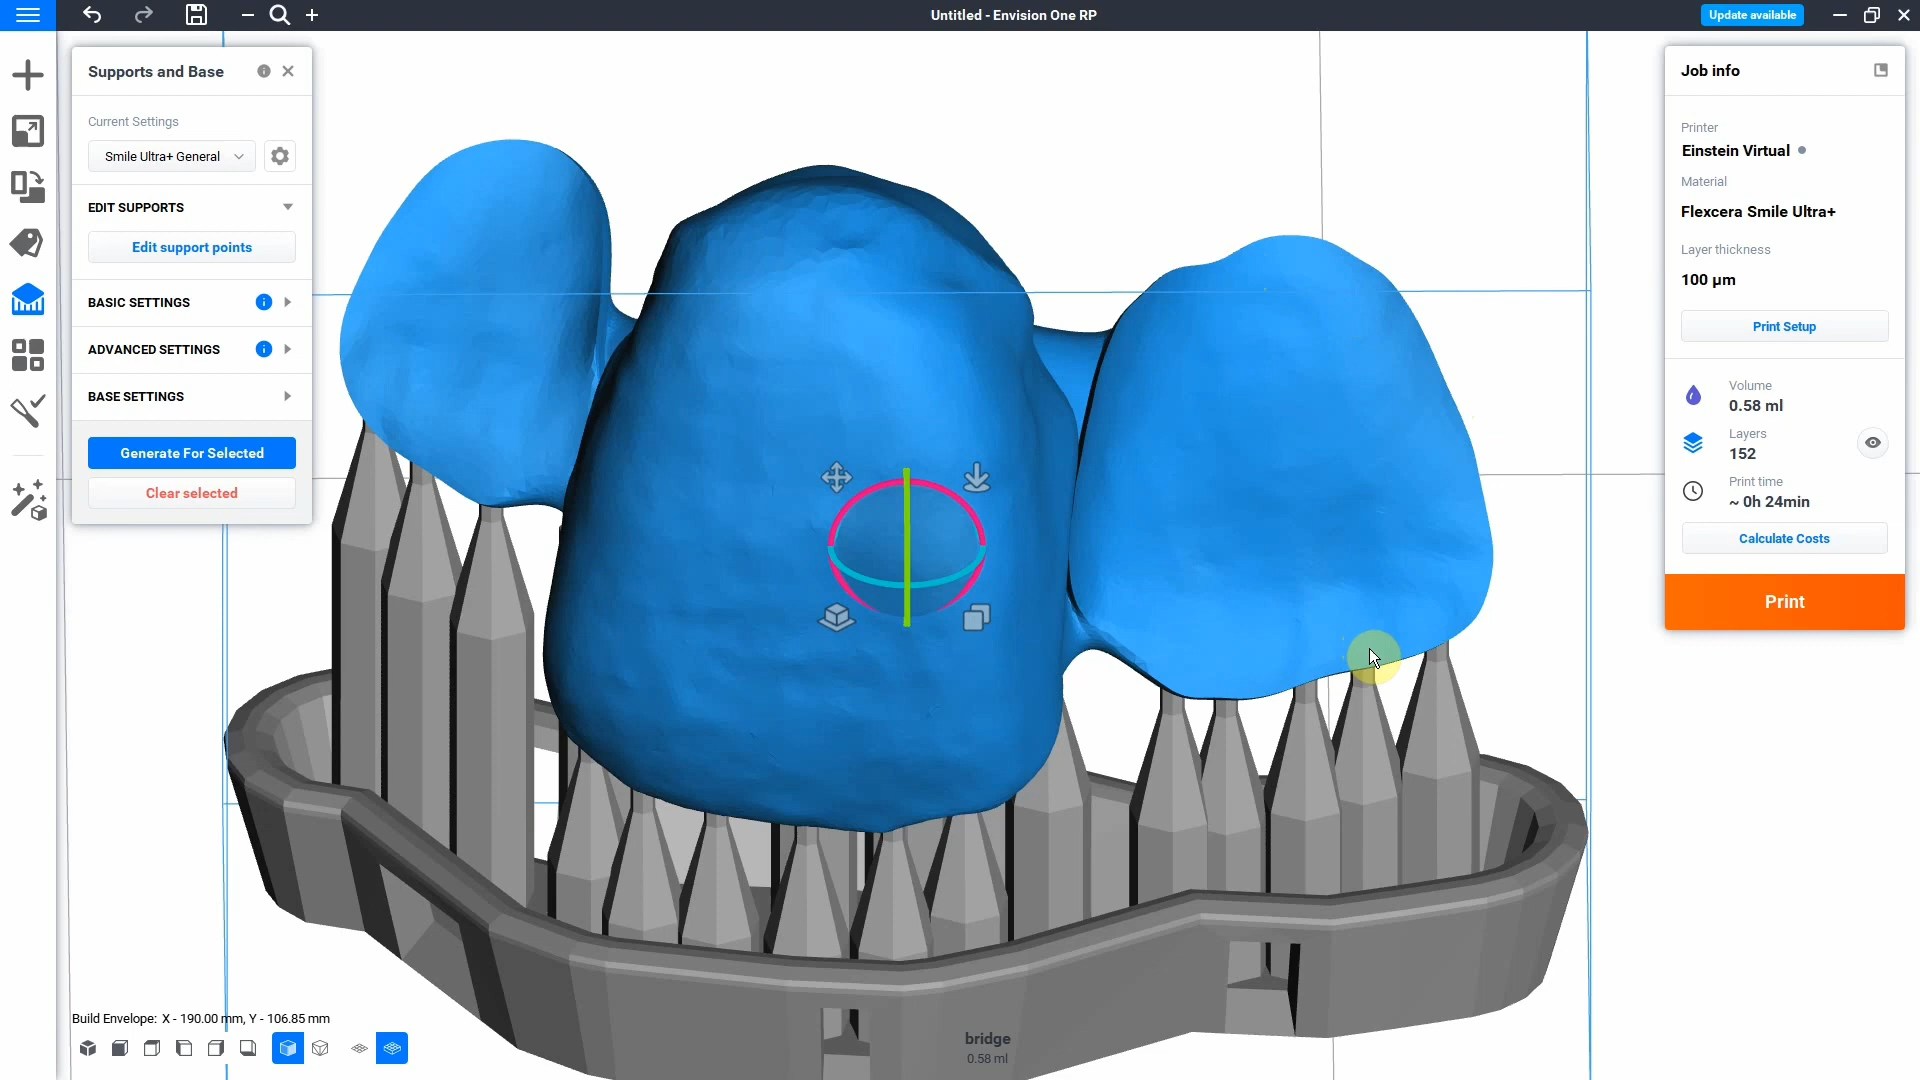 Untitled - Envision One RP
Update available
Supports and Base
Current Settings
Smile Ultra+ General
EDIT SUPPORTS
Edit support points
BASIC SETTINGS
ADVANCED SETTINGS
BASE SETTINGS
Generate For Selected
Clear selected
Job info
Printer
Einstein Virtual
Material
Flexcera Smile Ultra+
Layer thickness
100 µm
Print Setup
Volume
0.58 ml
Layers
152
Print time
~ 0h 24min
Calculate Costs
Print
Build Envelope: X - 190.00 mm, Y - 106.85 mm
bridge
0.58 ml